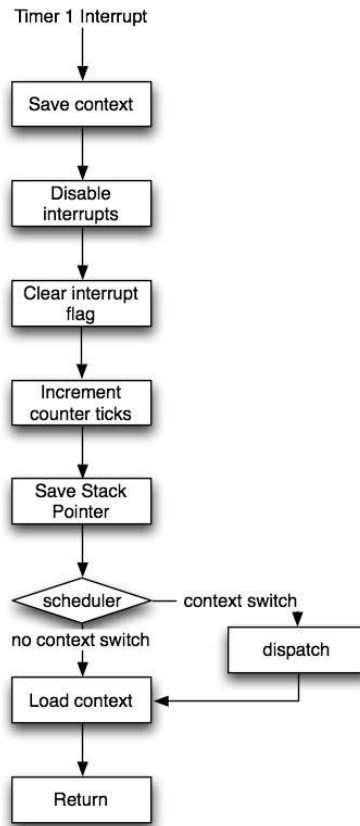 Timer 1 Interrupt
Save context
Disable
interrupts
Clear interrupt
flag
Increment
counter ticks
Save Stack
Pointer
scheduler
context switch
no context switch
dispatch
Load context
Return